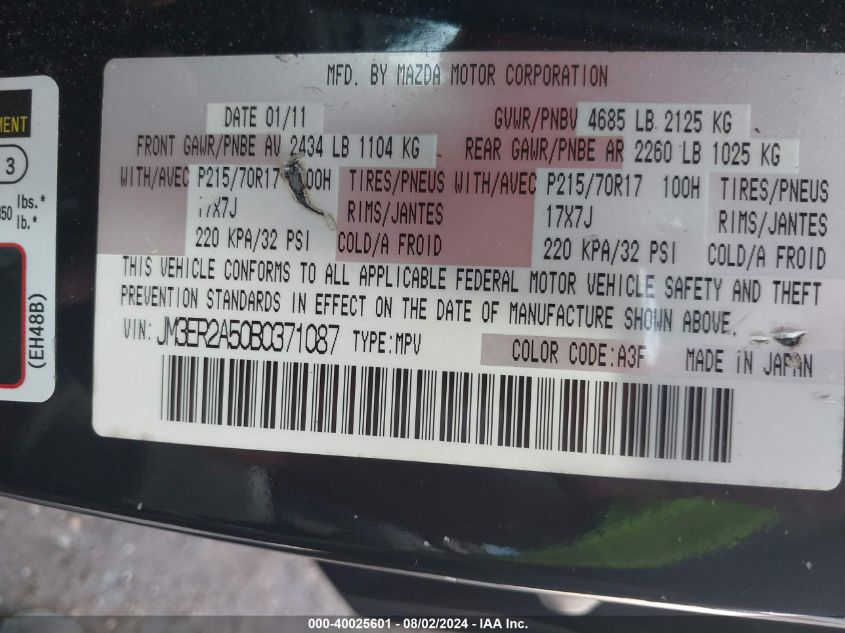 MFD. BY MAZDA MOTOR CORPORATION
DATE 01/11 GVWR/PNBV 4685 LB 2125 KG
FRONT GAWR/PNBE AV 2434 LB 1104 KG REAR GAWR/PNBE AR 2260 LB 1025 KG
WITH/AVEC P215/70R17 100H TIRES/PNEUS WITH/AVEC P215/70R17 100H TIRES/PNEUS
17X7J RIMS/JANTES 17X7J RIMS/JANTES
220 KPA/32 PSI COLD/A FROID 220 KPA/32 PSI COLD/A FROID
THIS VEHICLE CONFORMS TO ALL APPLICABLE FEDERAL MOTOR VEHICLE SAFETY AND THEFT
PREVENTION STANDARDS IN EFFECT ON THE DATE OF MANUFACTURE SHOWN ABOVE.
VIN: JM3ER2A50B0371087 TYPE:MPV COLOR CODE:A3F MADE IN JAPAN
3
lbs.*
lb.*
(EH48B)
000-40025601 - 08/02/2024 - IAA Inc.